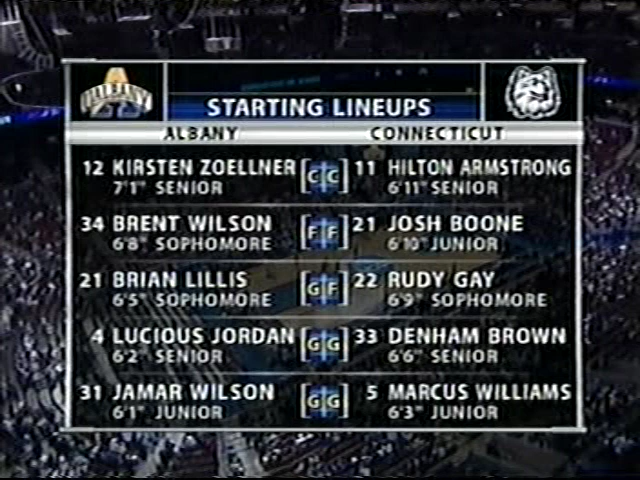 ALBANY
STARTING LINEUPS
ALBANY CONNECTICUT
12 KIRSTEN ZOELLNER C C 11 HILTON ARMSTRONG
7'1" SENIOR 6'11" SENIOR
34 BRENT WILSON F F 21 JOSH BOONE
6'8" SOPHOMORE 6'10" JUNIOR
21 BRIAN LILLIS G F 22 RUDY GAY
6'5" SOPHOMORE 6'9" SOPHOMORE
4 LUCIOUS JORDAN G G 33 DENHAM BROWN
6'2" SENIOR 6'6" SENIOR
31 JAMAR WILSON G G 5 MARCUS WILLIAMS
6'1" JUNIOR 6'3" JUNIOR